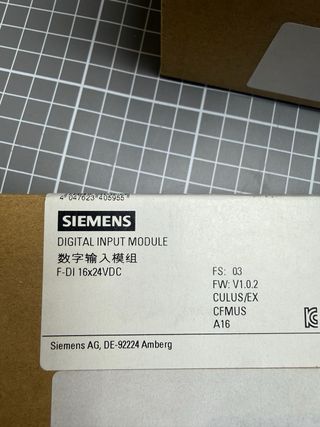 4 047623 405955
SIEMENS
DIGITAL INPUT MODULE
数字输入模组
F-DI 16x24VDC
FS: 03
FW: V1.0.2
CULUS/EX
CFMUS
A16
Siemens AG, DE-92224 Amberg